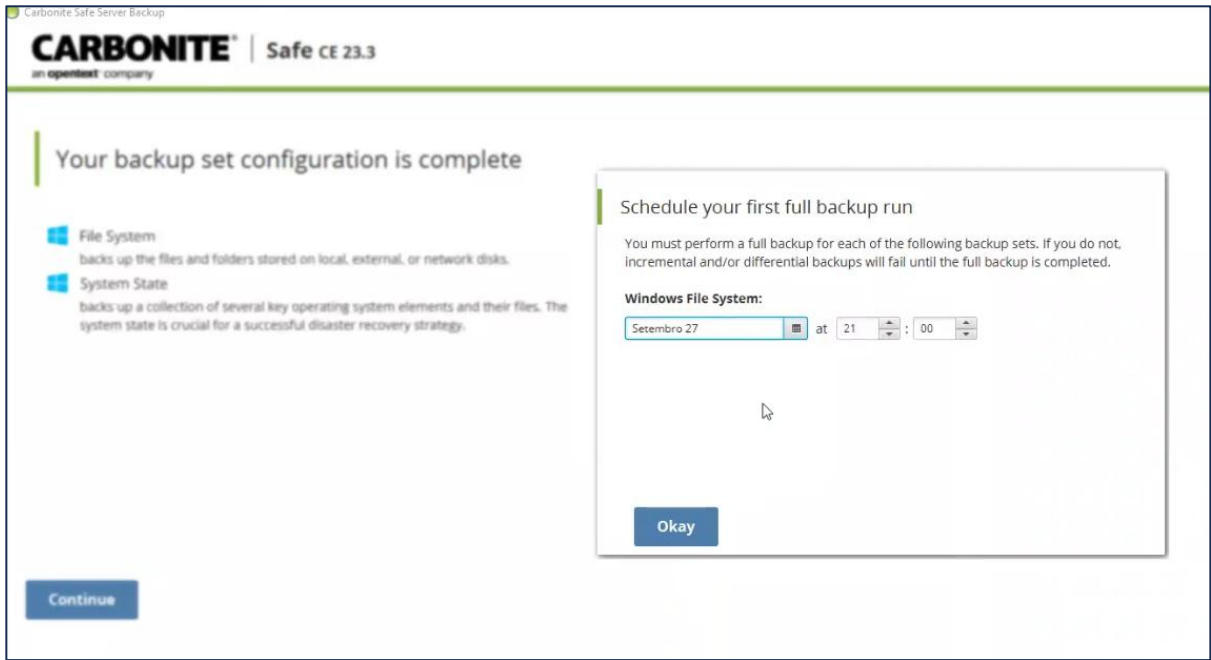 Carbonite Safe Server Backup
CARBONITE® | Safe CE 23.3
an opentext company
Your backup set configuration is complete
File System
backs up the files and folders stored on local, external, or network disks.
System State
backs up a collection of several key operating system elements and their files. The
system state is crucial for a successful disaster recovery strategy.
Schedule your first full backup run
You must perform a full backup for each of the following backup sets. If you do not,
incremental and/or differential backups will fail until the full backup is completed.
Windows File System:
Setembro 27 at 21 : 00
Okay
Continue